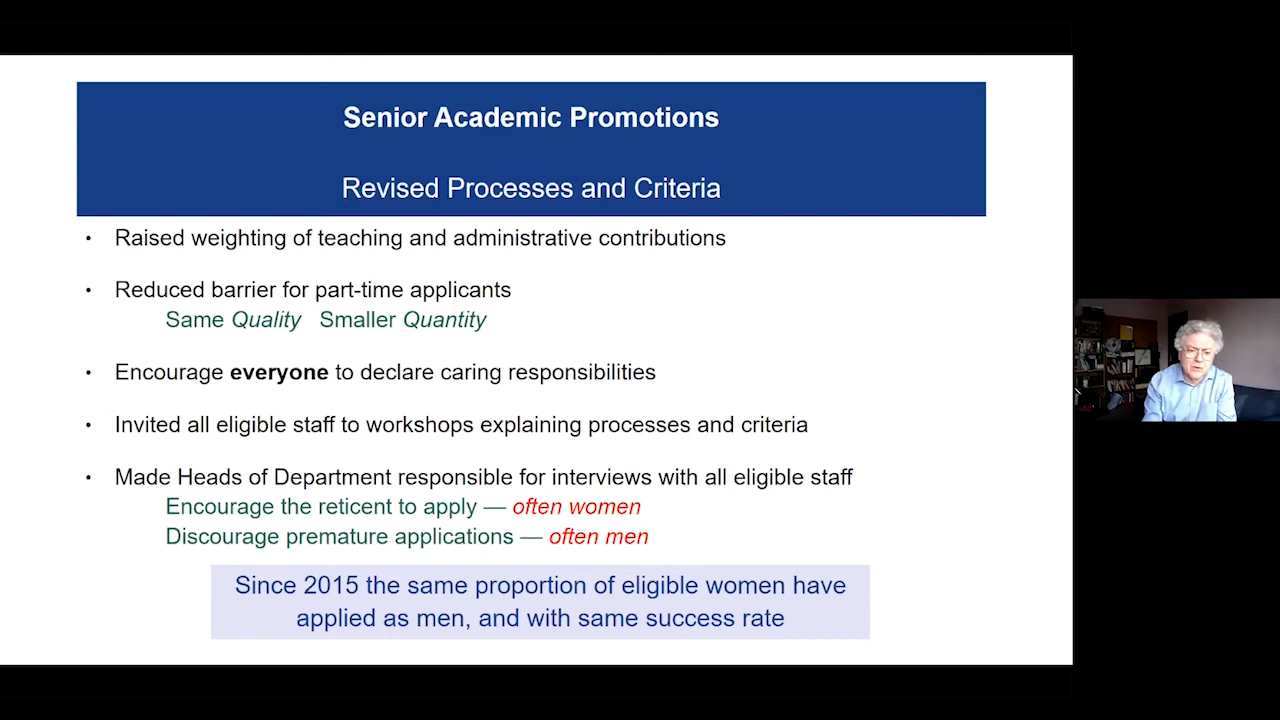 Senior Academic Promotions
Revised Processes and Criteria
• Raised weighting of teaching and administrative contributions
• Reduced barrier for part-time applicants
Same Quality Smaller Quantity
• Encourage everyone to declare caring responsibilities
• Invited all eligible staff to workshops explaining processes and criteria
• Made Heads of Department responsible for interviews with all eligible staff
Encourage the reticent to apply — often women
Discourage premature applications — often men
Since 2015 the same proportion of eligible women have
applied as men, and with same success rate